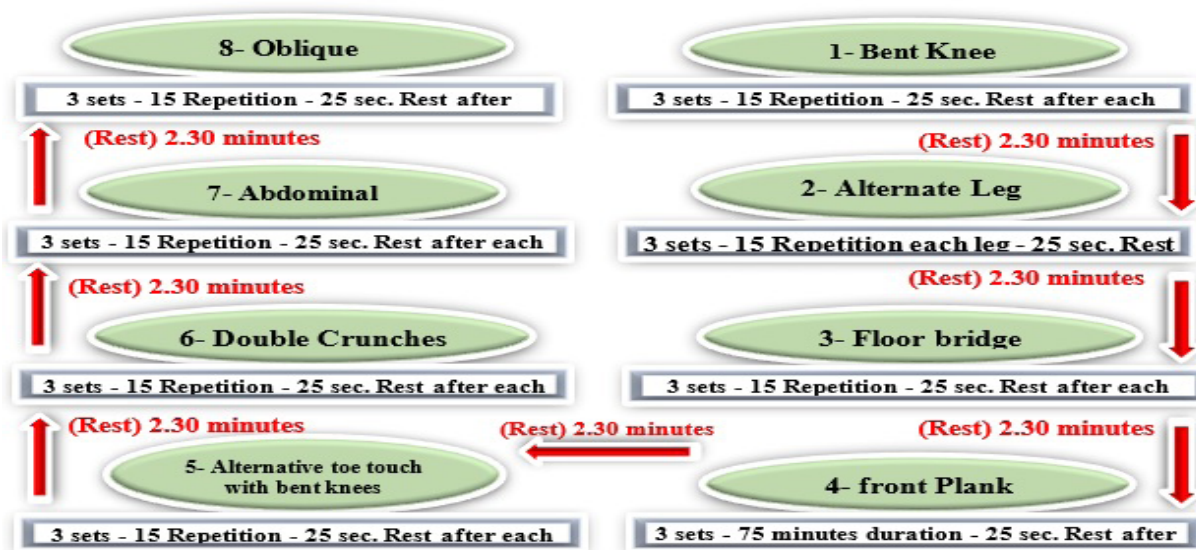 8- Oblique
3 sets - 15 Repetition - 25 sec. Rest after
(Rest) 2.30 minutes
7- Abdominal
3 sets - 15 Repetition - 25 sec. Rest after each
(Rest) 2.30 minutes
6- Double Crunches
3 sets - 15 Repetition - 25 sec. Rest after each
(Rest) 2.30 minutes
5- Alternative toe touch
with bent knees
3 sets - 15 Repetition - 25 sec. Rest after each
(Rest) 2.30 minutes
1- Bent Knee
3 sets - 15 Repetition - 25 sec. Rest after each
(Rest) 2.30 minutes
2- Alternate Leg
3 sets - 15 Repetition each leg - 25 sec. Rest
(Rest) 2.30 minutes
3- Floor bridge
3 sets - 15 Repetition - 25 sec. Rest after each
(Rest) 2.30 minutes
4- front Plank
3 sets - 75 minutes duration - 25 sec. Rest after